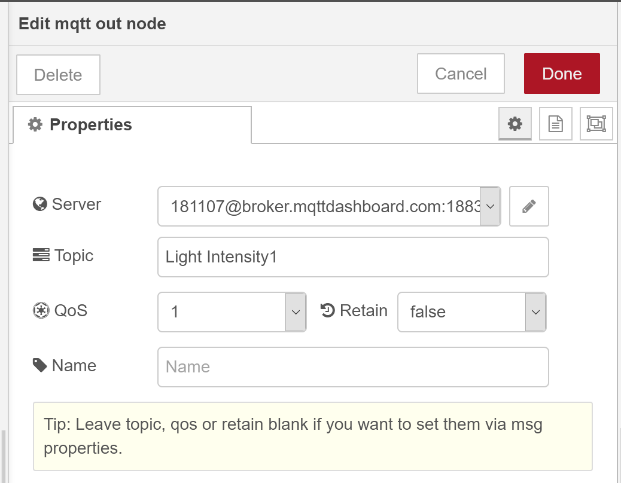 Edit mqtt out node
Delete
Cancel
Done
Properties
Server
181107@broker.mqttdashboard.com:1883
Topic
Light Intensity1
QoS
1
Retain
false
Name
Name
Tip: Leave topic, qos or retain blank if you want to set them via msg
properties.